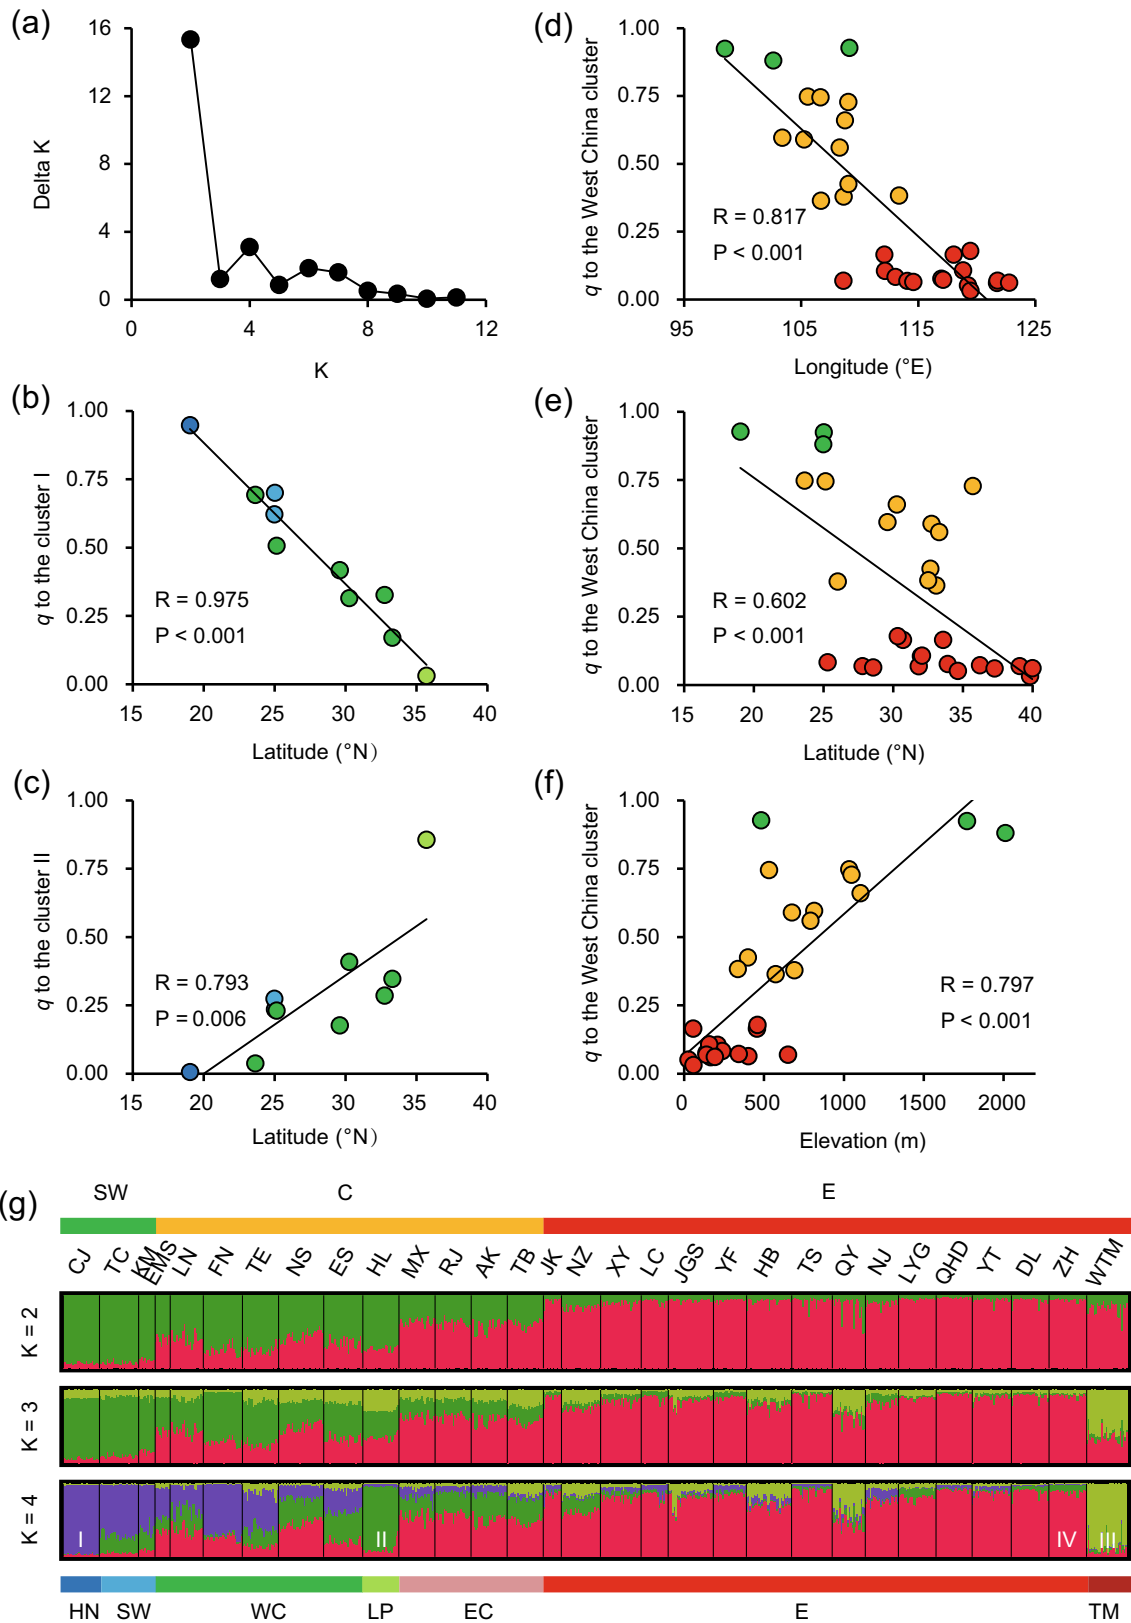 (a)
16
12
8
4
0
Delta K
0
4
8
12
K
(b)
1.00
0.75
0.50
0.25
0.00
q to the cluster I
R = 0.975
P < 0.001
15
20
25
30
35
40
Latitude (°N)
(c)
1.00
0.75
0.50
0.25
0.00
q to the cluster II
R = 0.793
P = 0.006
15
20
25
30
35
40
Latitude (°N)
(d)
1.00
0.75
0.50
0.25
0.00
q to the West China cluster
R = 0.817
P < 0.001
95
105
115
125
Longitude (°E)
(e)
1.00
0.75
0.50
0.25
0.00
q to the West China cluster
R = 0.602
P < 0.001
15
25
35
40
Latitude (°N)
(f)
1.00
0.75
0.50
0.25
0.00
q to the West China cluster
R = 0.797
P < 0.001
0
500
1000
1500
2000
Elevation (m)
(g)
SW
C
E
CJ
TC
KM
EMS
LN
FN
TE
NS
ES
HL
MX
RJ
AK
TB
JK
NZ
XY
LC
JGS
YF
HB
TS
QY
NJ
LYG
QHD
YT
DL
ZH
WTM
K = 2
K = 3
K = 4
I
II
IV
III
HN
SW
WC
LP
EC
E
TM